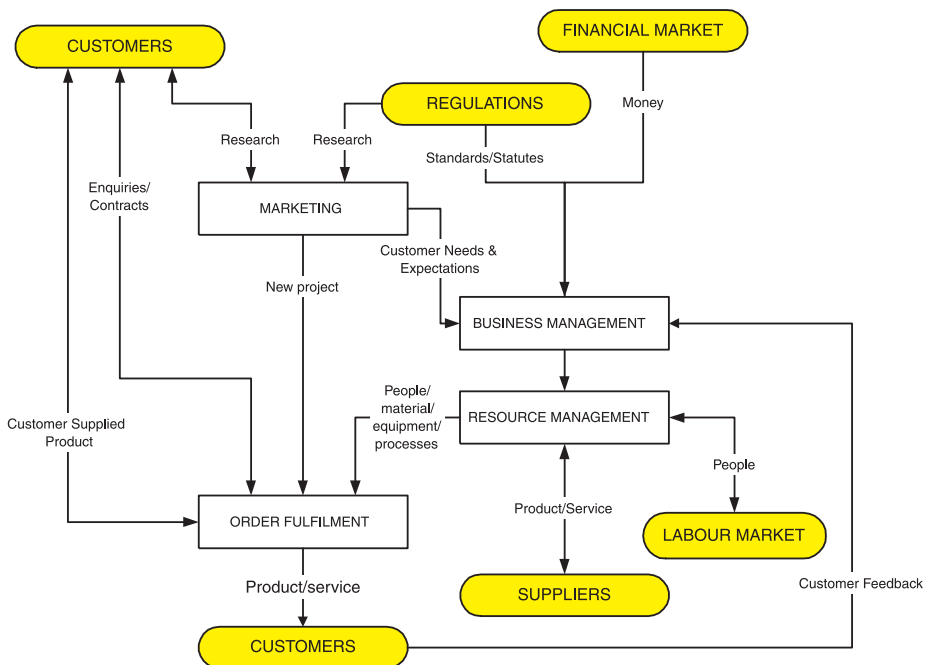 FINANCIAL MARKET
CUSTOMERS
REGULATIONS
Money
Research
Research
Standards/Statutes
Enquiries/
Contracts
MARKETING
Customer Needs &
Expectations
New project
BUSINESS MANAGEMENT
People/
material/
equipment/
processes
RESOURCE MANAGEMENT
Customer Supplied
Product
People
Product/Service
ORDER FULFILMENT
LABOUR MARKET
Product/service
Customer Feedback
SUPPLIERS
CUSTOMERS